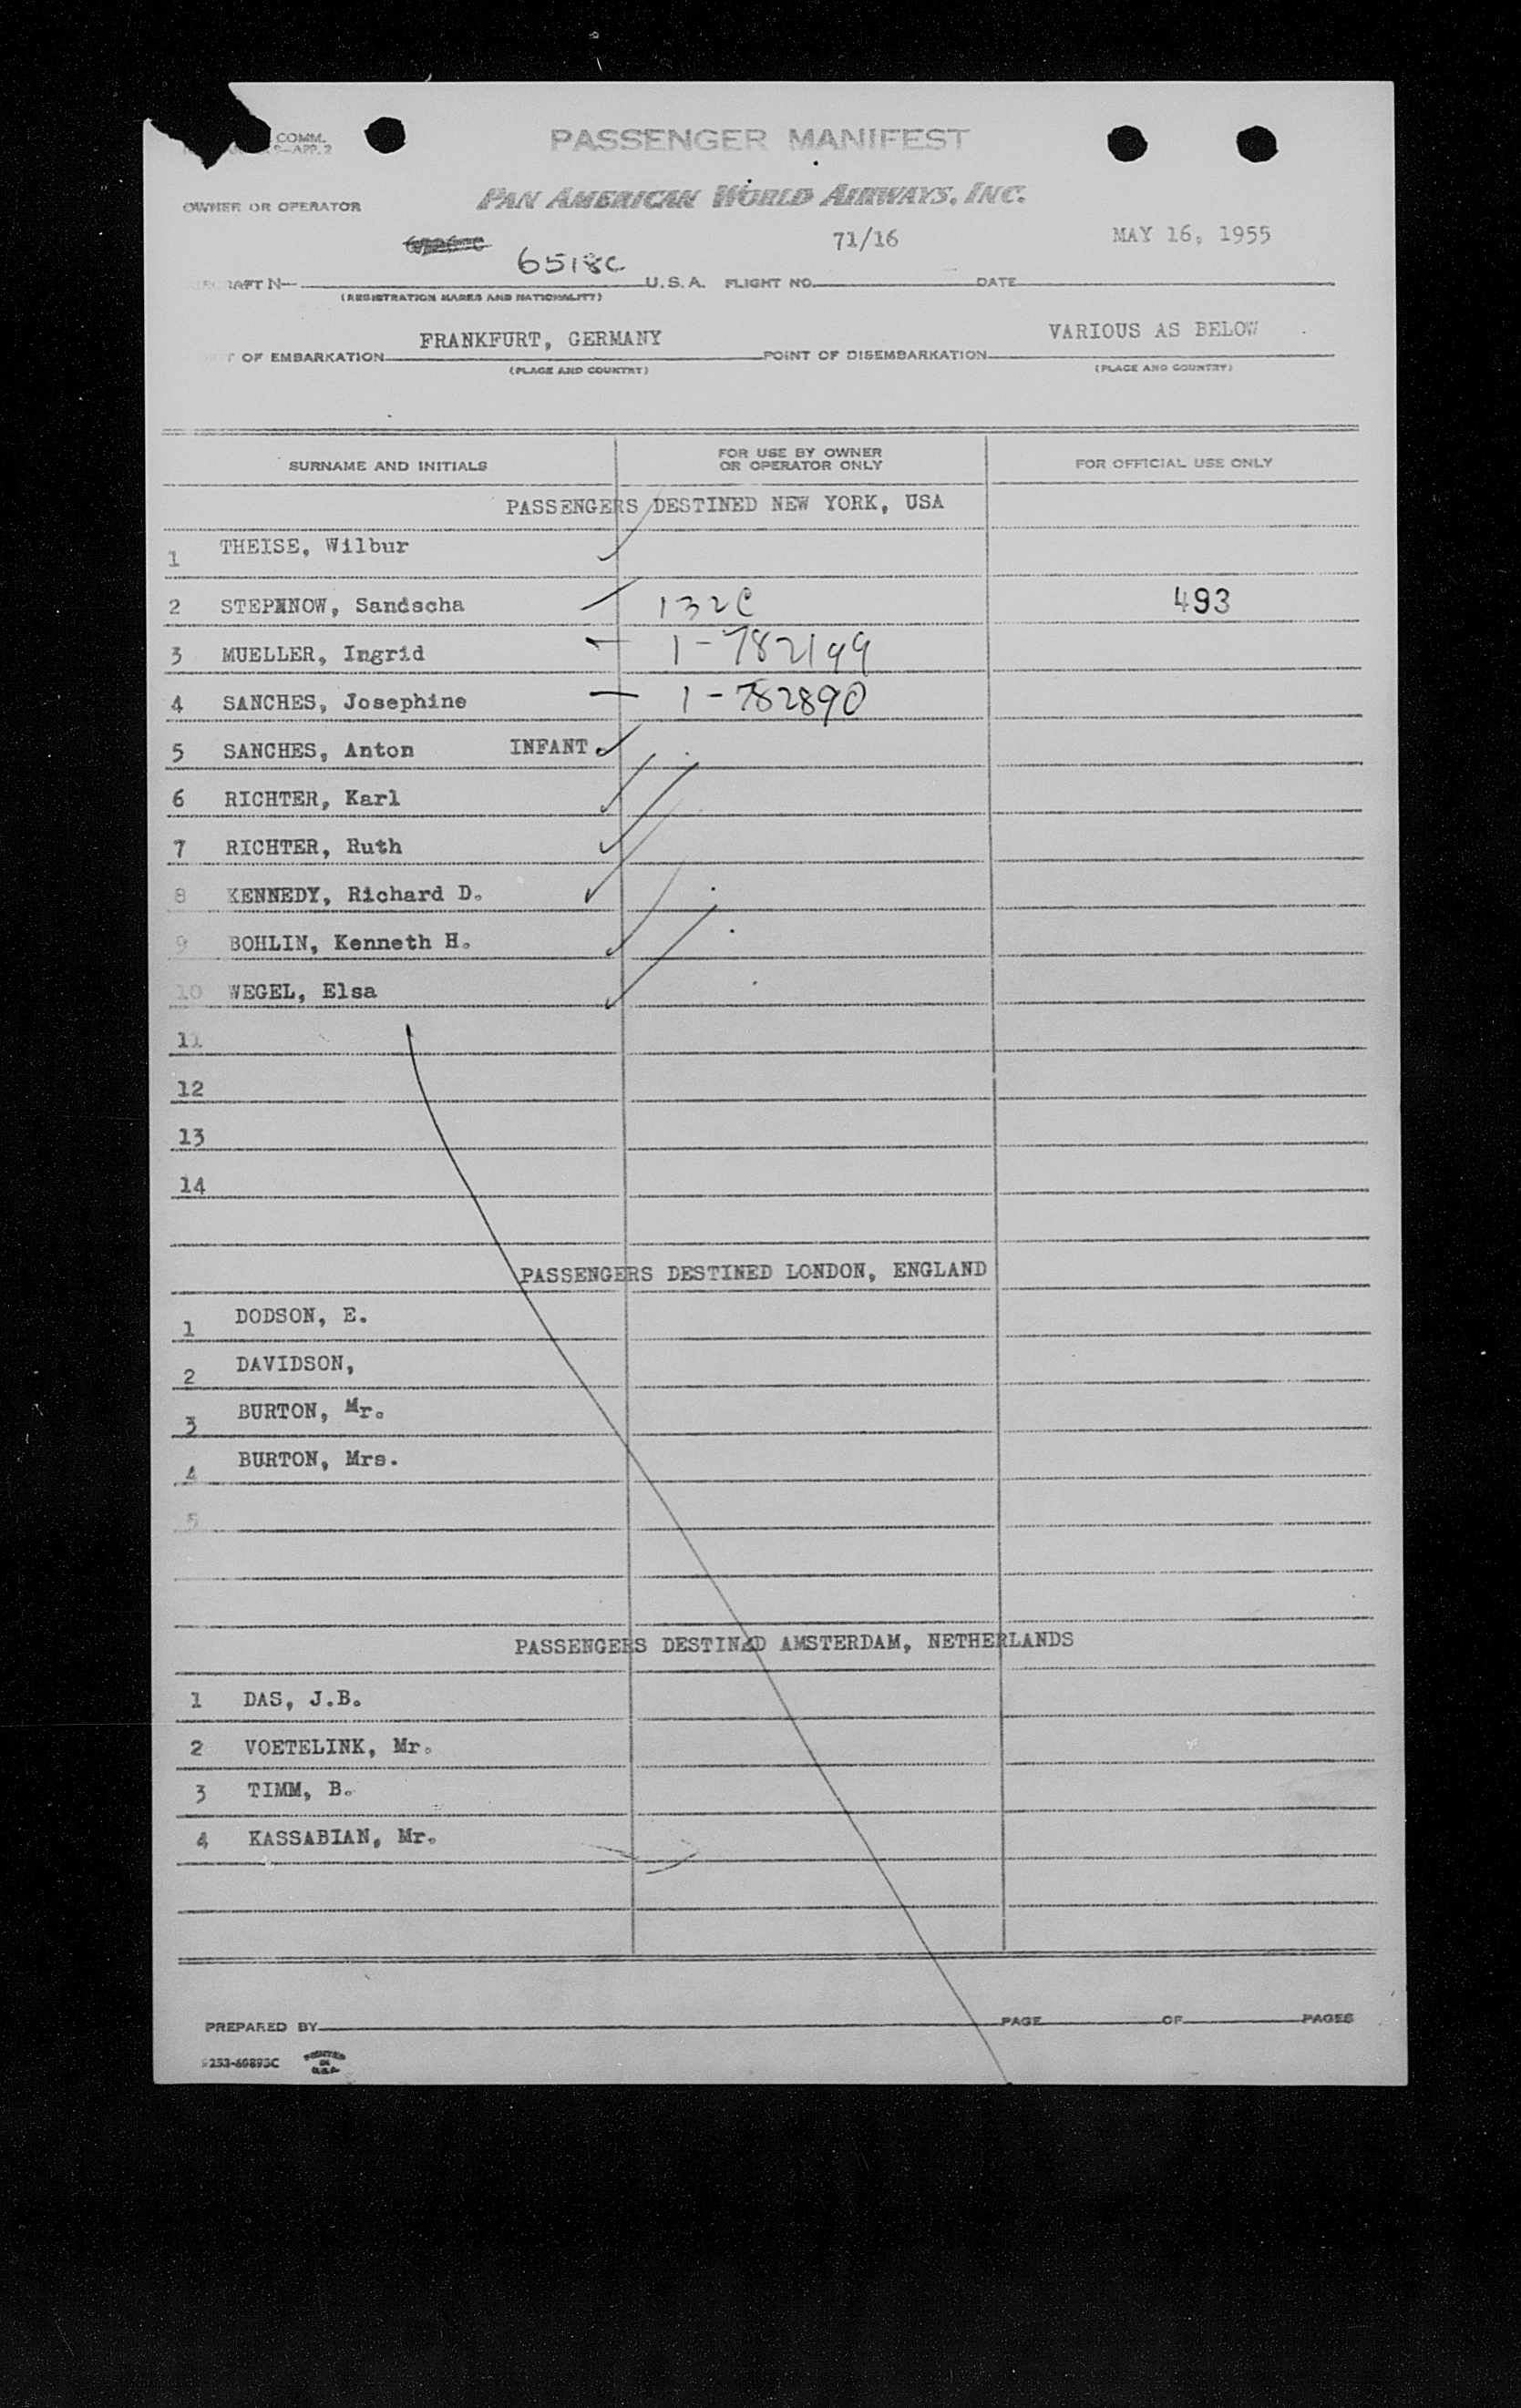 COMM.
-APP. 2
PASSENGER MANIFEST
OWNER OR OPERATOR PAN AMERICAN WORLD AIRWAYS, INC.
6518C U.S.A. FLIGHT NO. 71/16 DATE MAY 16, 1955
RAFT N-
(REGISTRATION MARKS AND NATIONALITY)
T OF EMBARKATION FRANKFURT, GERMANY POINT OF DISEMBARKATION VARIOUS AS BELOW
(PLACE AND COUNTRY) (PLACE AND COUNTRY)
SURNAME AND INITIALS FOR USE BY OWNER OR OPERATOR ONLY FOR OFFICIAL USE ONLY
PASSENGERS DESTINED NEW YORK, USA
1 THEISE, Wilbur
2 STEPNNOW, Sandscha 132C 493
3 MUELLER, Ingrid 1-782199
4 SANCHES, Josephine 1-782890
5 SANCHES, Anton INFANT
6 RICHTER, Karl
7 RICHTER, Ruth
8 KENNEDY, Richard D.
9 BOHLIN, Kenneth H.
10 WEGEL, Elsa
11
12
13
14
PASSENGERS DESTINED LONDON, ENGLAND
1 DODSON, E.
2 DAVIDSON,
3 BURTON, Mr.
4 BURTON, Mrs.
5
PASSENGERS DESTINED AMSTERDAM, NETHERLANDS
1 DAS, J.B.
2 VOETELINK, Mr.
3 TIMM, B.
4 KASSABIAN, Mr.
PREPARED BY PAGE OF PAGES
253-60893C PRINTED IN U.S.A.